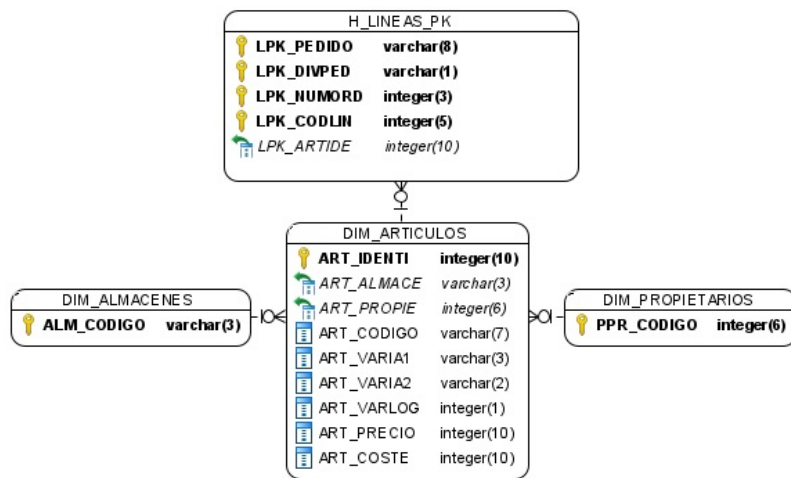 H_LINEAS_PK
LPK_PEDIDO varchar(8)
LPK_DIVPED varchar(1)
LPK_NUMORD integer(3)
LPK_CODLIN integer(5)
LPK_ARTIDE integer(10)
DIM_ARTICULOS
ART_IDENTI integer(10)
ART_ALMACE varchar(3)
ART_PROPIE integer(6)
ART_CODIGO varchar(7)
ART_VARIA1 varchar(3)
ART_VARIA2 varchar(2)
ART_VARLOG integer(1)
ART_PRECIO integer(10)
ART_COSTE integer(10)
DIM_ALMACENES
ALM_CODIGO varchar(3)
DIM_PROPIETARIOS
PPR_CODIGO integer(6)